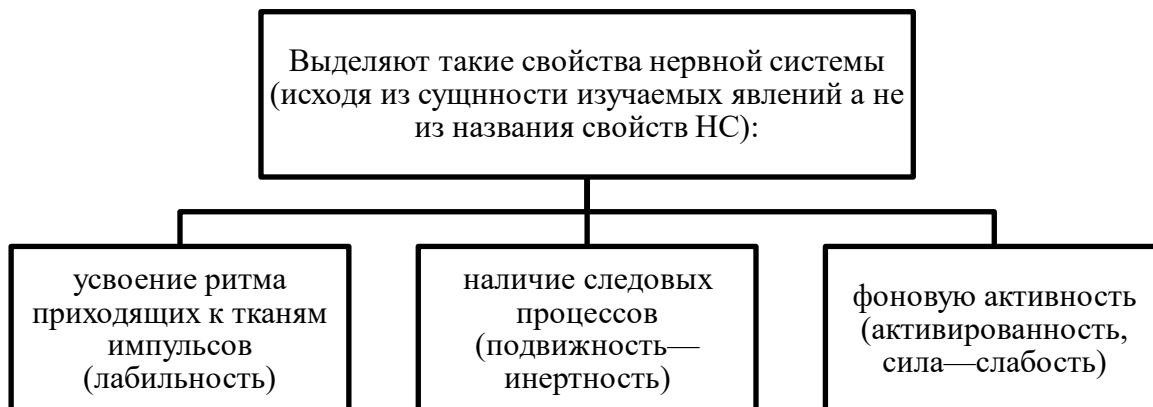 Выделяют такие свойства нервной системы
(исходя из сущнности изучаемых явлений а не
из названия свойств НС):
усвоение ритма
приходящих к тканям
импульсов
(лабильность)
наличие следовых
процессов
(подвижность—
инертность)
фоновую активность
(активированность,
сила—слабость)